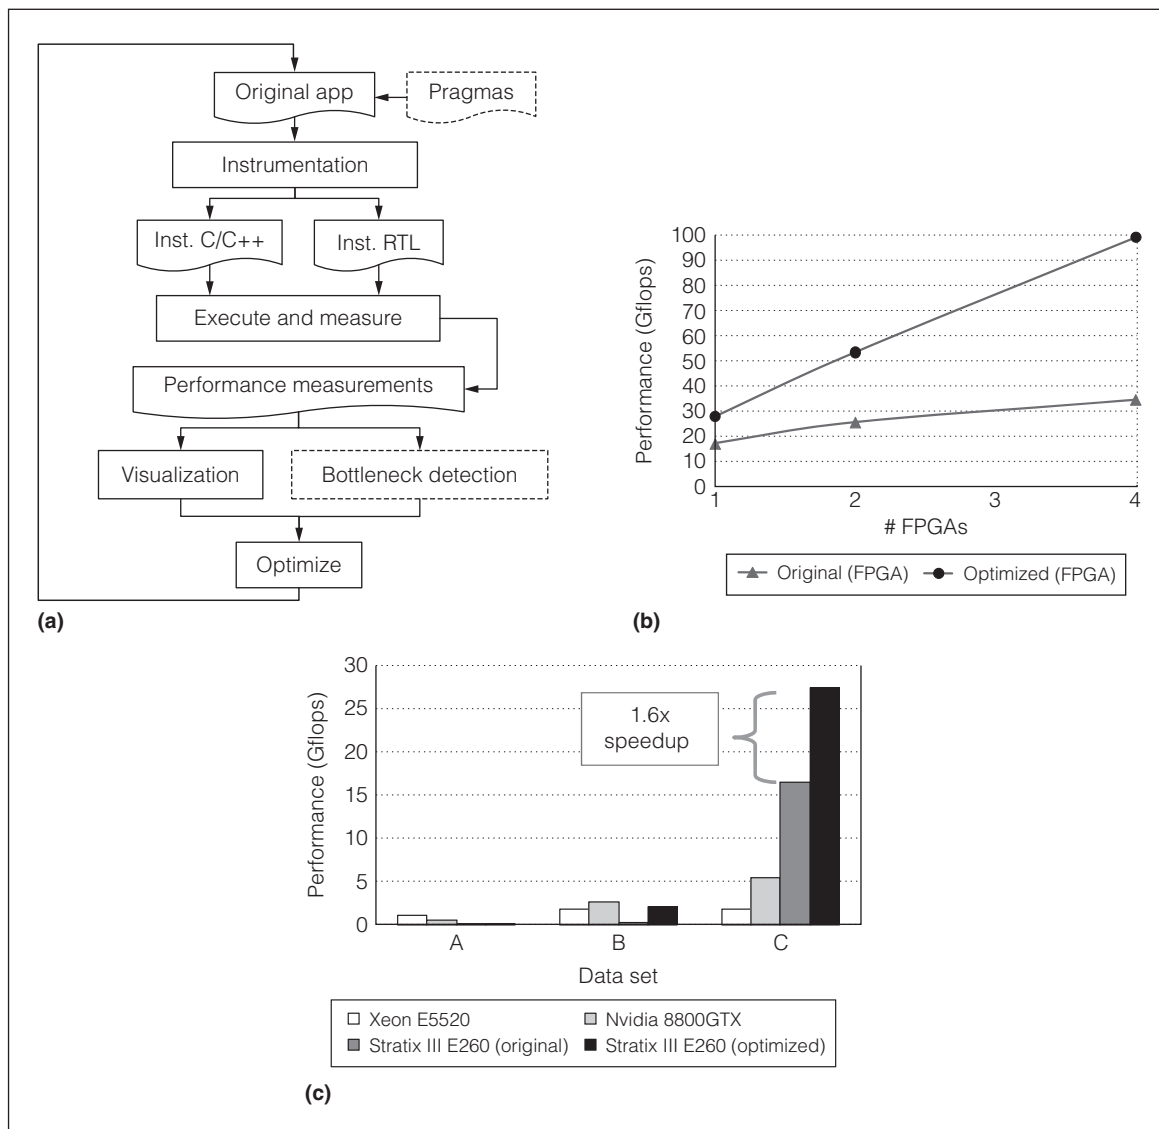 Original app
Pragmas
Instrumentation
Inst. C/C++
Inst. RTL
Execute and measure
Performance measurements
Visualization
Bottleneck detection
Optimize
(a)
Performance (Gflops)
100
90
80
70
60
50
40
30
20
10
0
1
2
3
4
# FPGAs
Original (FPGA)
Optimized (FPGA)
(b)
Performance (Gflops)
30
25
20
15
10
5
0
1.6x
speedup
A
B
C
Data set
Xeon E5520
Nvidia 8800GTX
Stratix III E260 (original)
Stratix III E260 (optimized)
(c)